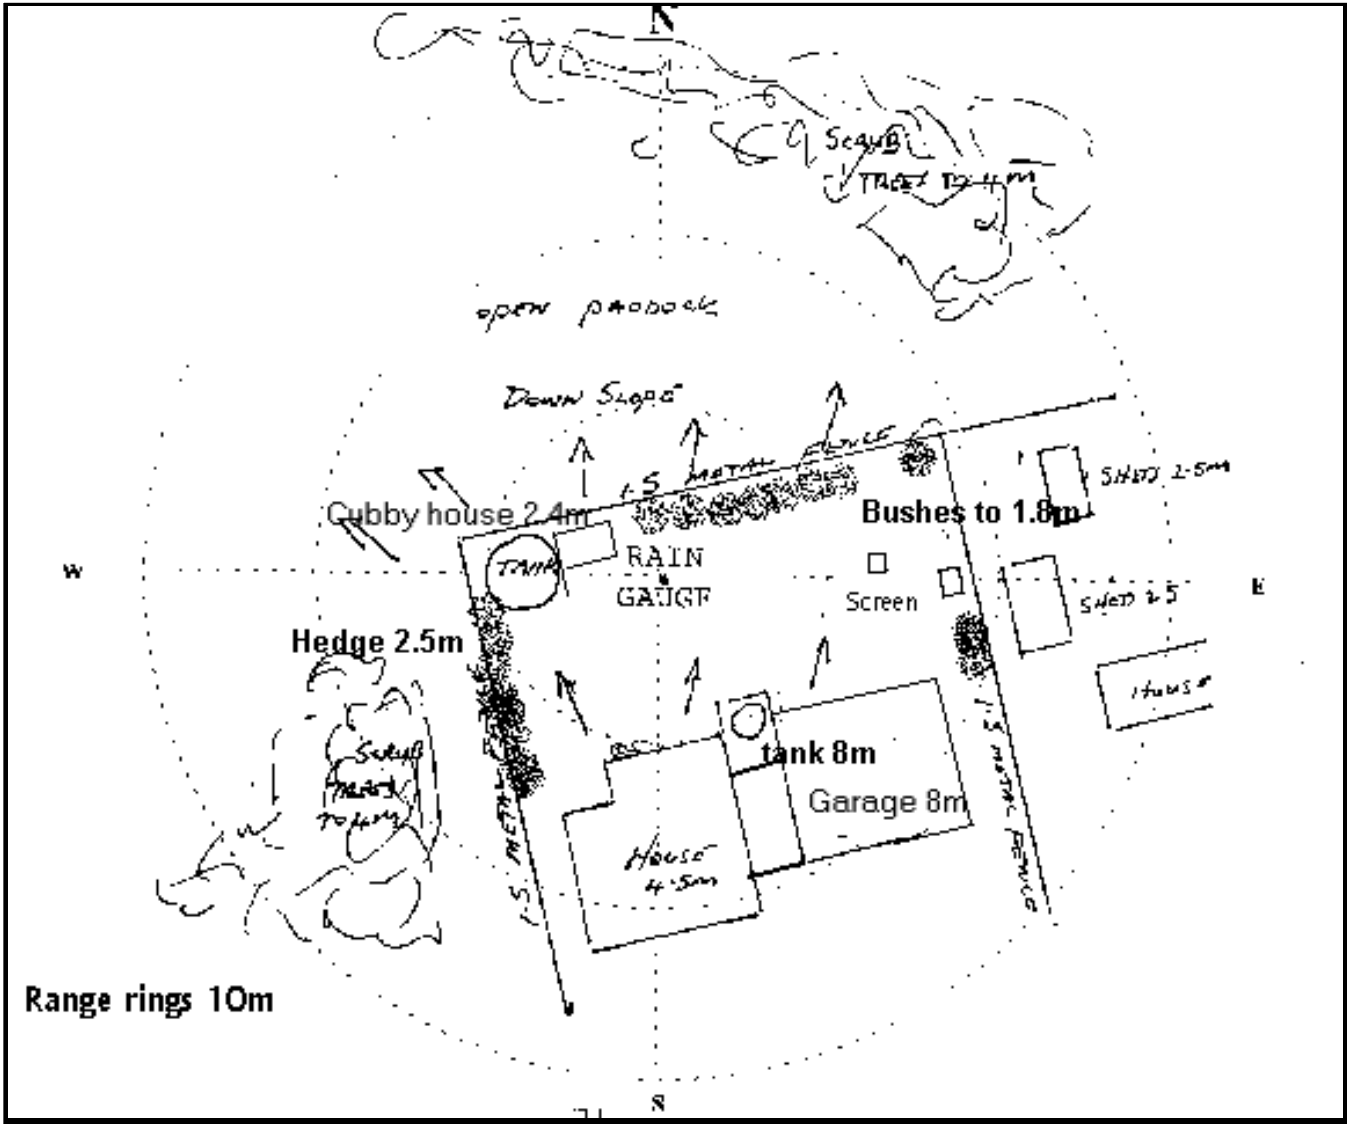 N
SCRUB
TREES TO 4m
OPEN PADDOCK
DOWN SLOPE
1.5 METAL FENCE
SHED 2.5m
Cubby house 2.4m
Bushes to 1.8m
TANK
RAIN
GAUGE
W
Screen
SHED 2.5
E
Hedge 2.5m
HOUSE
SCRUB
TREES
TO 4m
tank 8m
Garage 8m
1.5 METAL
HOUSE
4.5m
1.5 METAL FENCE
Range rings 10m
S